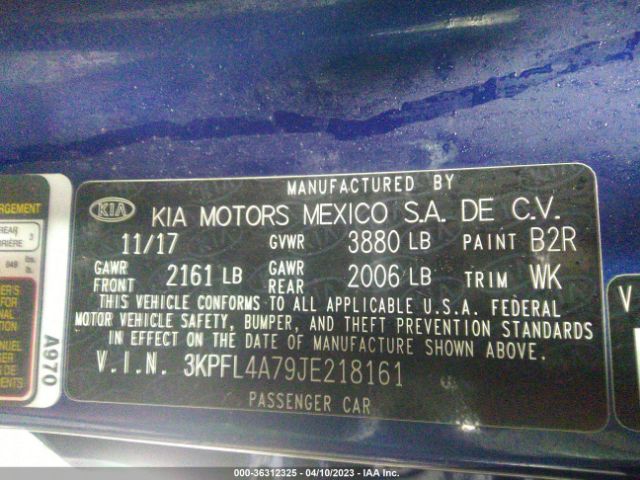 MANUFACTURED BY
KIA KIA MOTORS MEXICO S.A. DE C.V.
11/17 GVWR 3880 LB PAINT B2R
GAWR FRONT 2161 LB GAWR REAR 2006 LB TRIM WK
THIS VEHICLE CONFORMS TO ALL APPLICABLE U.S.A. FEDERAL
MOTOR VEHICLE SAFETY, BUMPER, AND THEFT PREVENTION STANDARDS
IN EFFECT ON THE DATE OF MANUFACTURE SHOWN ABOVE.
V.I.N. 3KPFL4A79JE218161
PASSENGER CAR
A970
000-36312325 - 04/10/2023 - IAA Inc.